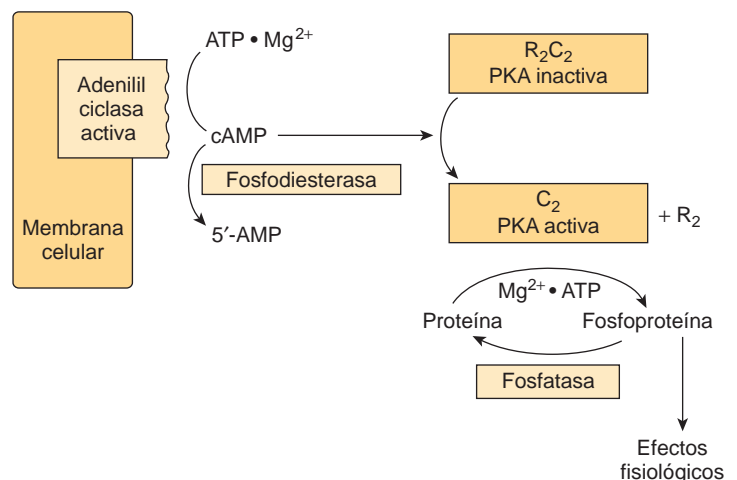 ATP • Mg²⁺
Adenilil
ciclasa
activa
cAMP
Fosfodiesterasa
5′-AMP
Membrana
celular
R₂C₂
PKA inactiva
C₂
PKA activa
+ R₂
Mg²⁺ • ATP
Proteína
Fosfoproteína
Fosfatasa
Efectos
fisiológicos